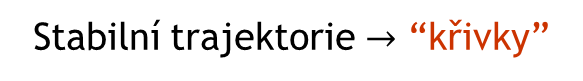 Stabilní trajektorie → “křivky”